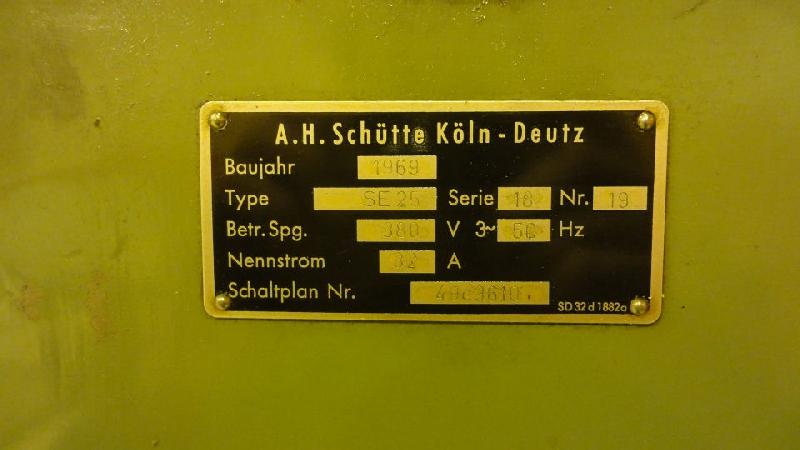 A.H. Schütte Köln - Deutz
Baujahr 1969
Type SE 25 Serie 18 Nr. 19
Betr. Spg. 380 V 3~ 50 Hz
Nennstrom 32 A
Schaltplan Nr.
SD 32 d 1882a